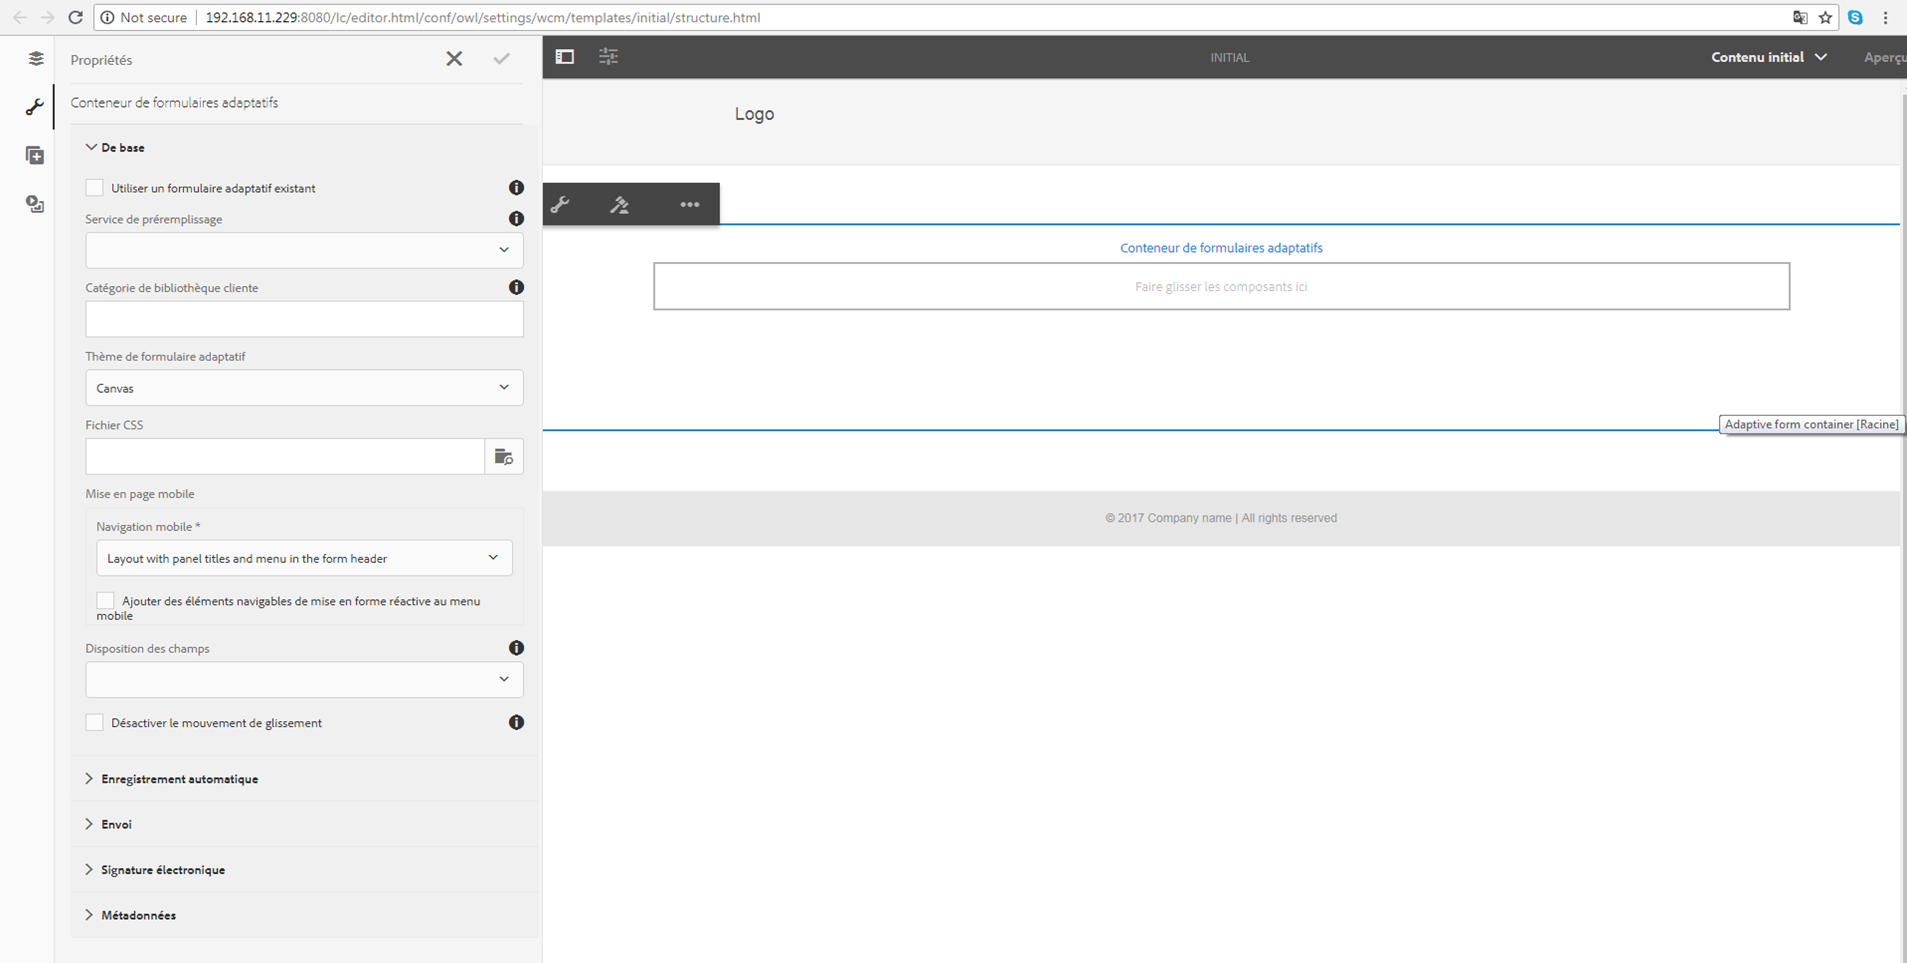 Not secure
192.168.11.229:8080/lc/editor.html/conf/owl/settings/wcm/templates/initial/structure.html
Propriétés
Conteneur de formulaires adaptatifs
De base
Utiliser un formulaire adaptatif existant
Service de préremplissage
Catégorie de bibliothèque cliente
Thème de formulaire adaptatif
Canvas
Fichier CSS
Mise en page mobile
Navigation mobile *
Layout with panel titles and menu in the form header
Ajouter des éléments navigables de mise en forme réactive au menu
mobile
Disposition des champs
Désactiver le mouvement de glissement
Enregistrement automatique
Envoi
Signature électronique
Métadonnées
INITIAL
Contenu initial
Aperçu
Logo
Conteneur de formulaires adaptatifs
Faire glisser les composants ici
Adaptive form container [Racine]
© 2017 Company name | All rights reserved